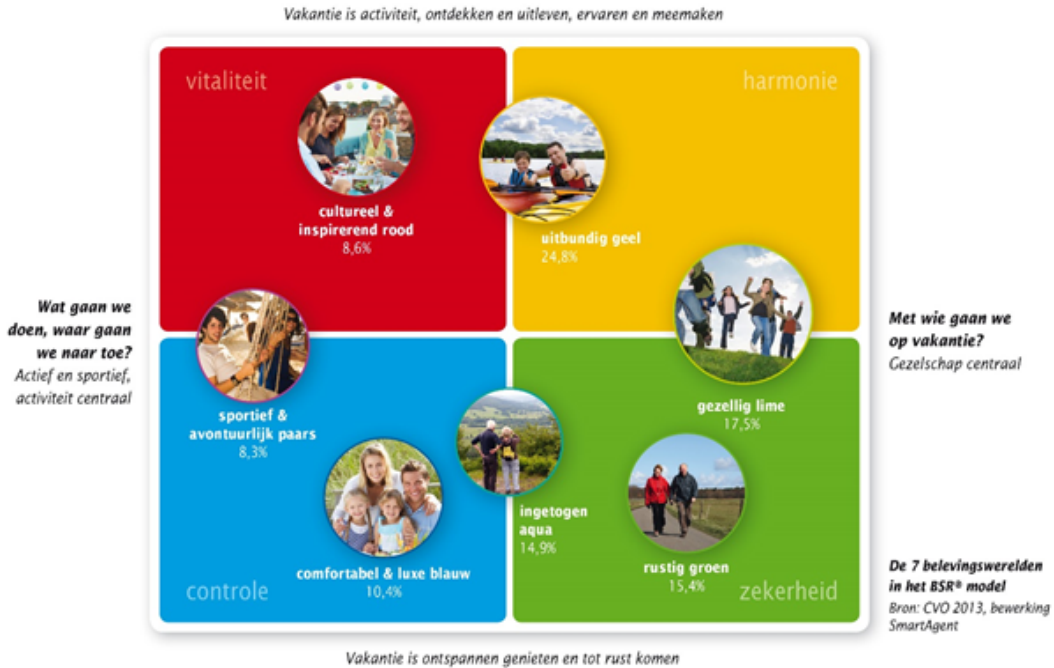 Vakantie is activiteit, ontdekken en uitleven, ervaren en meemaken
vitaliteit
harmonie
cultureel &
inspirerend rood
8,6%
uitbundig geel
24,8%
Wat gaan we
doen, waar gaan
we naar toe?
Actief en sportief,
activiteit centraal
Met wie gaan we
op vakantie?
Gezelschap centraal
sportief &
avontuurlijk paars
8,3%
gezellig lime
17,5%
ingetogen
aqua
14,9%
comfortabel & luxe blauw
10,4%
rustig groen
15,4%
controle
zekerheid
De 7 belevingswerelden
in het BSR® model
Bron: CVO 2013, bewerking
SmartAgent
Vakantie is ontspannen genieten en tot rust komen